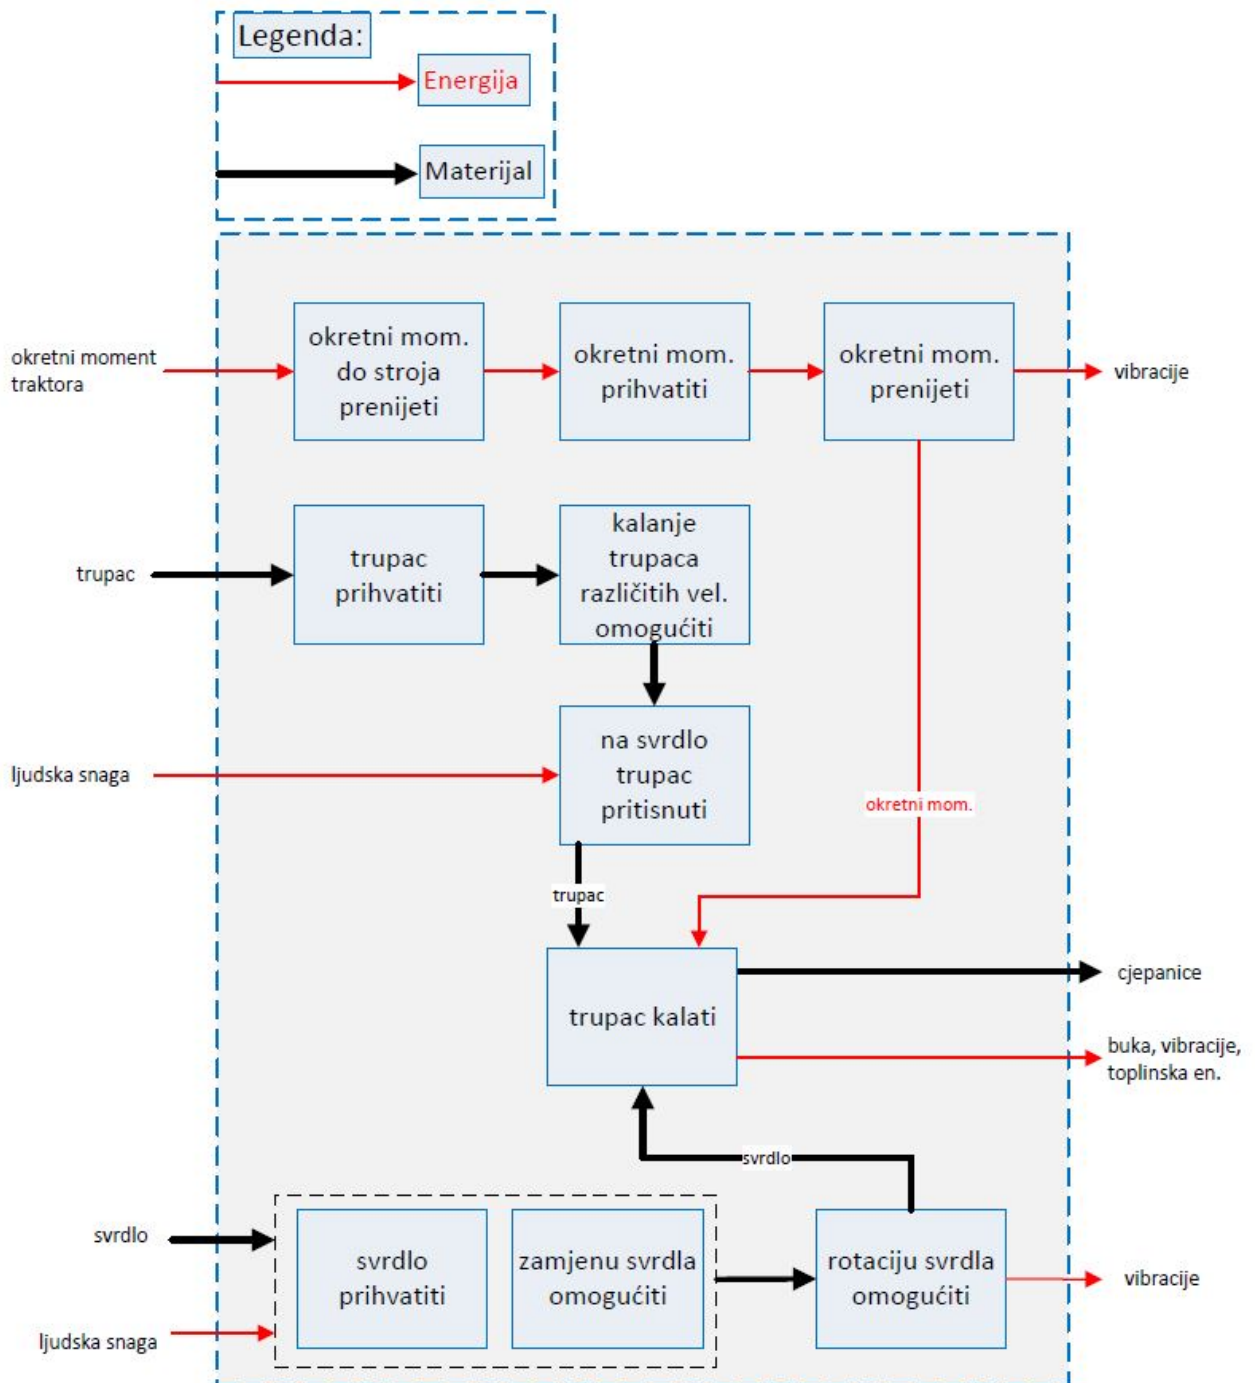 Legenda:
Energija
Materijal
okretni moment
traktora
okretni mom.
do stroja
prenijeti
okretni mom.
prihvatiti
okretni mom.
prenijeti
vibracije
trupac
trupac
prihvatiti
kalanje
trupaca
različitih vel.
omogućiti
ljudska snaga
na svrdlo
trupac
pritisnuti
okretni mom.
trupac
trupac kalati
cjepanice
buka, vibracije,
toplinska en.
svrdlo
svrdlo
ljudska snaga
svrdlo
prihvatiti
zamjenu svrdla
omogućiti
rotaciju svrdla
omogućiti
vibracije